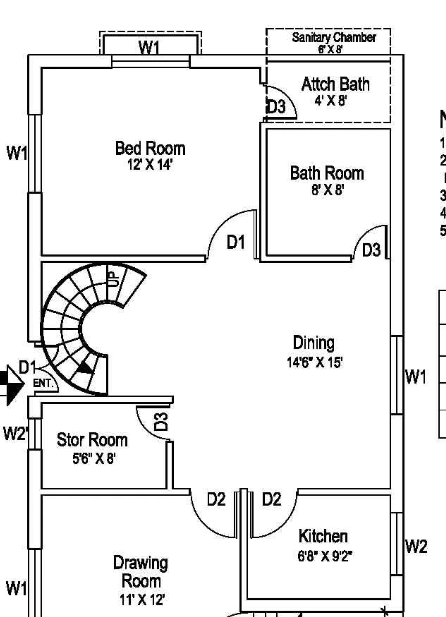 Sanitary Chamber
6' X 8'
W1
Attch Bath
4' X 8'
D3
N
1
2
3
4
5
W1
Bed Room
12' X 14'
Bath Room
8' X 8'
D1
D3
UP
Dining
14'6" X 15'
D1
ENT.
W1
W2'
D3
Stor Room
5'6" X 8'
D2
D2
Kitchen
6'8" X 9'2"
W2
Drawing
Room
11' X 12'
W1